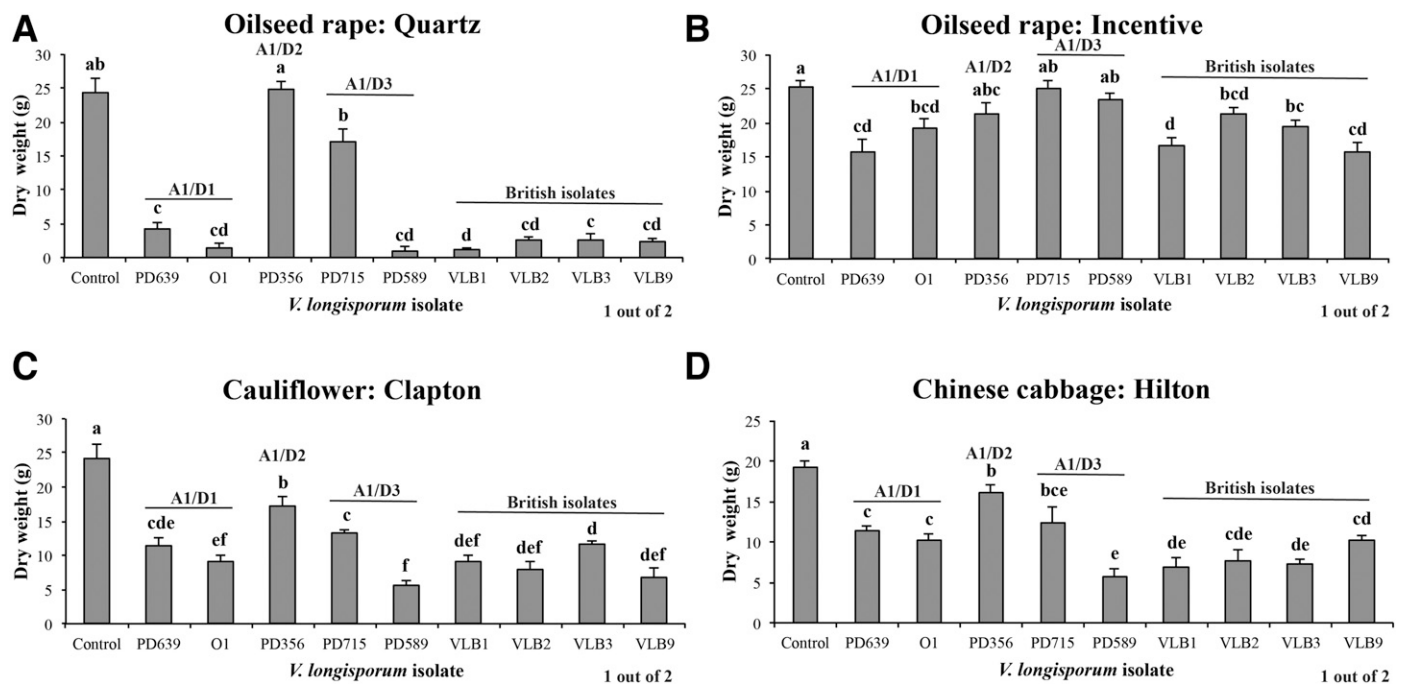 A
Oilseed rape: Quartz
Dry weight (g)
30
25
20
15
10
5
0
ab
A1/D1
c
cd
A1/D2
a
A1/D3
b
cd
British isolates
d
cd
c
cd
Control PD639 O1 PD356 PD715 PD589 VLB1 VLB2 VLB3 VLB9
V. longisporum isolate
1 out of 2
B
Oilseed rape: Incentive
Dry weight (g)
30
25
20
15
10
5
0
a
A1/D1
cd
bcd
A1/D2
abc
A1/D3
ab
ab
British isolates
d
bcd
bc
cd
Control PD639 O1 PD356 PD715 PD589 VLB1 VLB2 VLB3 VLB9
V. longisporum isolate
1 out of 2
C
Cauliflower: Clapton
Dry weight (g)
30
25
20
15
10
5
0
a
A1/D1
cde
ef
A1/D2
b
A1/D3
c
f
British isolates
def
def
d
def
Control PD639 O1 PD356 PD715 PD589 VLB1 VLB2 VLB3 VLB9
V. longisporum isolate
1 out of 2
D
Chinese cabbage: Hilton
Dry weight (g)
25
20
15
10
5
0
a
A1/D1
c
c
A1/D2
b
A1/D3
bce
e
British isolates
de
cde
de
cd
Control PD639 O1 PD356 PD715 PD589 VLB1 VLB2 VLB3 VLB9
V. longisporum isolate
1 out of 2